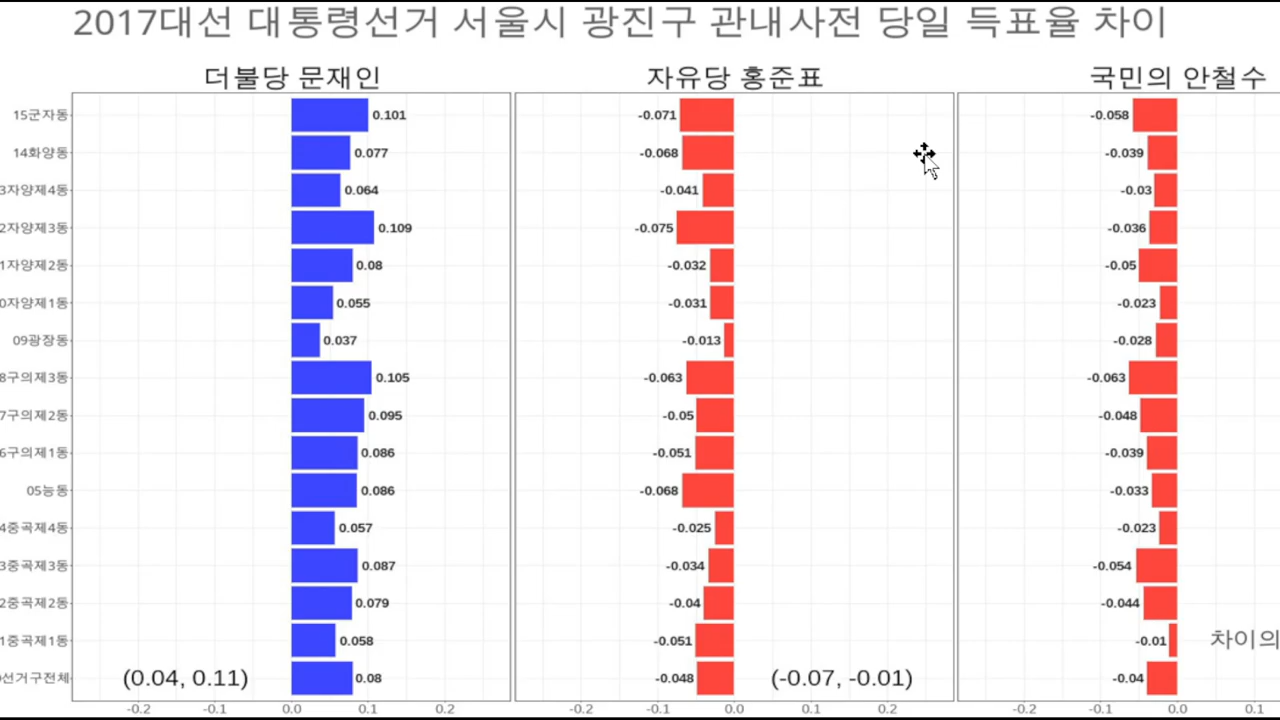 2017대선 대통령선거 서울시 광진구 관내사전 당일 득표율 차이
더불당 문재인 자유당 홍준표 국민의 안철수
15군자동 0.101 -0.071 -0.058
14화양동 0.077 -0.068 -0.039
3자양제4동 0.064 -0.041 -0.03
2자양제3동 0.109 -0.075 -0.036
1자양제2동 0.08 -0.032 -0.05
0자양제1동 0.055 -0.031 -0.023
09광장동 0.037 -0.013 -0.028
8구의제3동 0.105 -0.063 -0.063
7구의제2동 0.095 -0.05 -0.048
6구의제1동 0.086 -0.051 -0.039
05능동 0.086 -0.068 -0.033
4중곡제4동 0.057 -0.025 -0.023
3중곡제3동 0.087 -0.034 -0.054
2중곡제2동 0.079 -0.04 -0.044
1중곡제1동 0.058 -0.051 -0.01 차이의
선거구전체 (0.04, 0.11) 0.08 -0.048 (-0.07, -0.01) -0.04
-0.2 -0.1 0.0 0.1 0.2 -0.2 -0.1 0.0 0.1 0.2 -0.2 -0.1 0.0 0.1